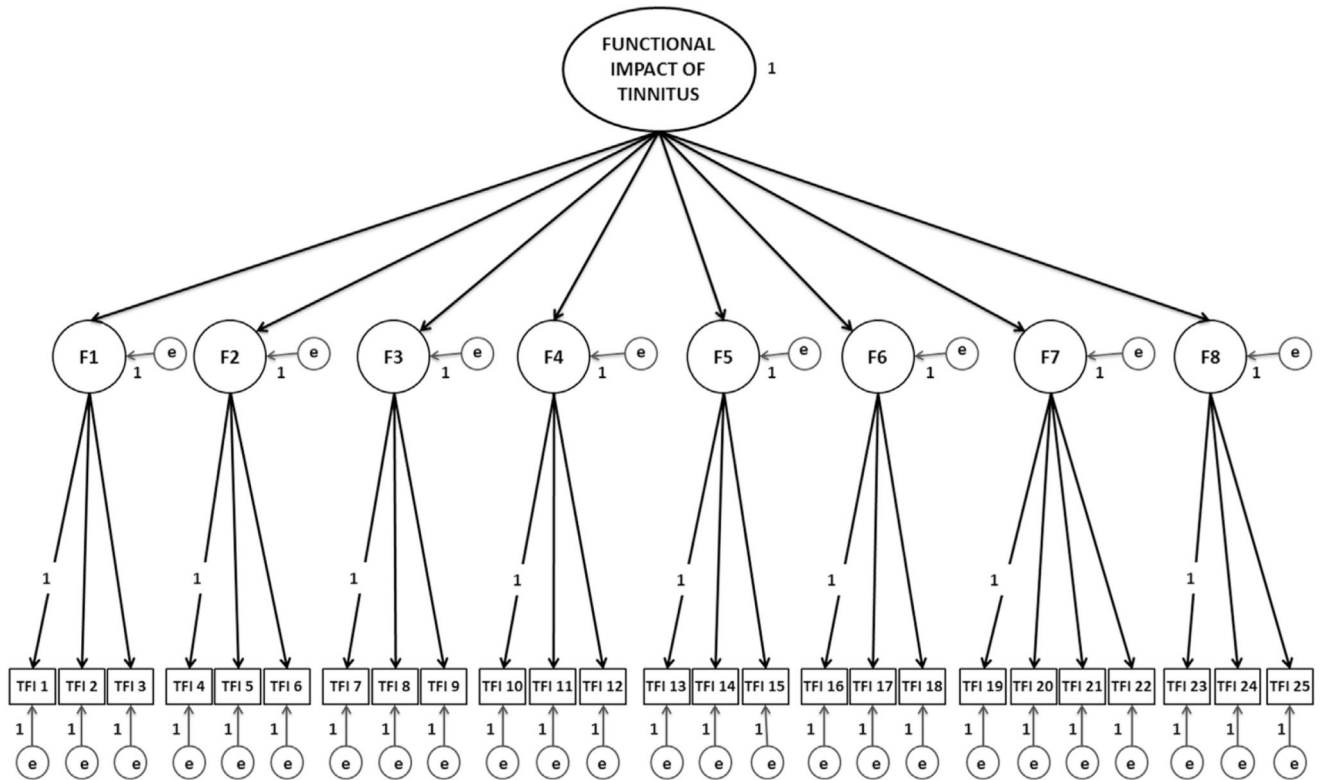 FUNCTIONAL
IMPACT OF
TINNITUS
1
F1 e F2 e F3 e F4 e F5 e F6 e F7 e F8 e
1 1 1 1 1 1 1 1
1 1 1 1 1 1 1 1
TFI 1 TFI 2 TFI 3 TFI 4 TFI 5 TFI 6 TFI 7 TFI 8 TFI 9 TFI 10 TFI 11 TFI 12 TFI 13 TFI 14 TFI 15 TFI 16 TFI 17 TFI 18 TFI 19 TFI 20 TFI 21 TFI 22 TFI 23 TFI 24 TFI 25
1 1 1 1 1 1 1 1 1 1 1 1 1 1 1 1 1 1 1 1 1 1 1 1 1
e e e e e e e e e e e e e e e e e e e e e e e e e